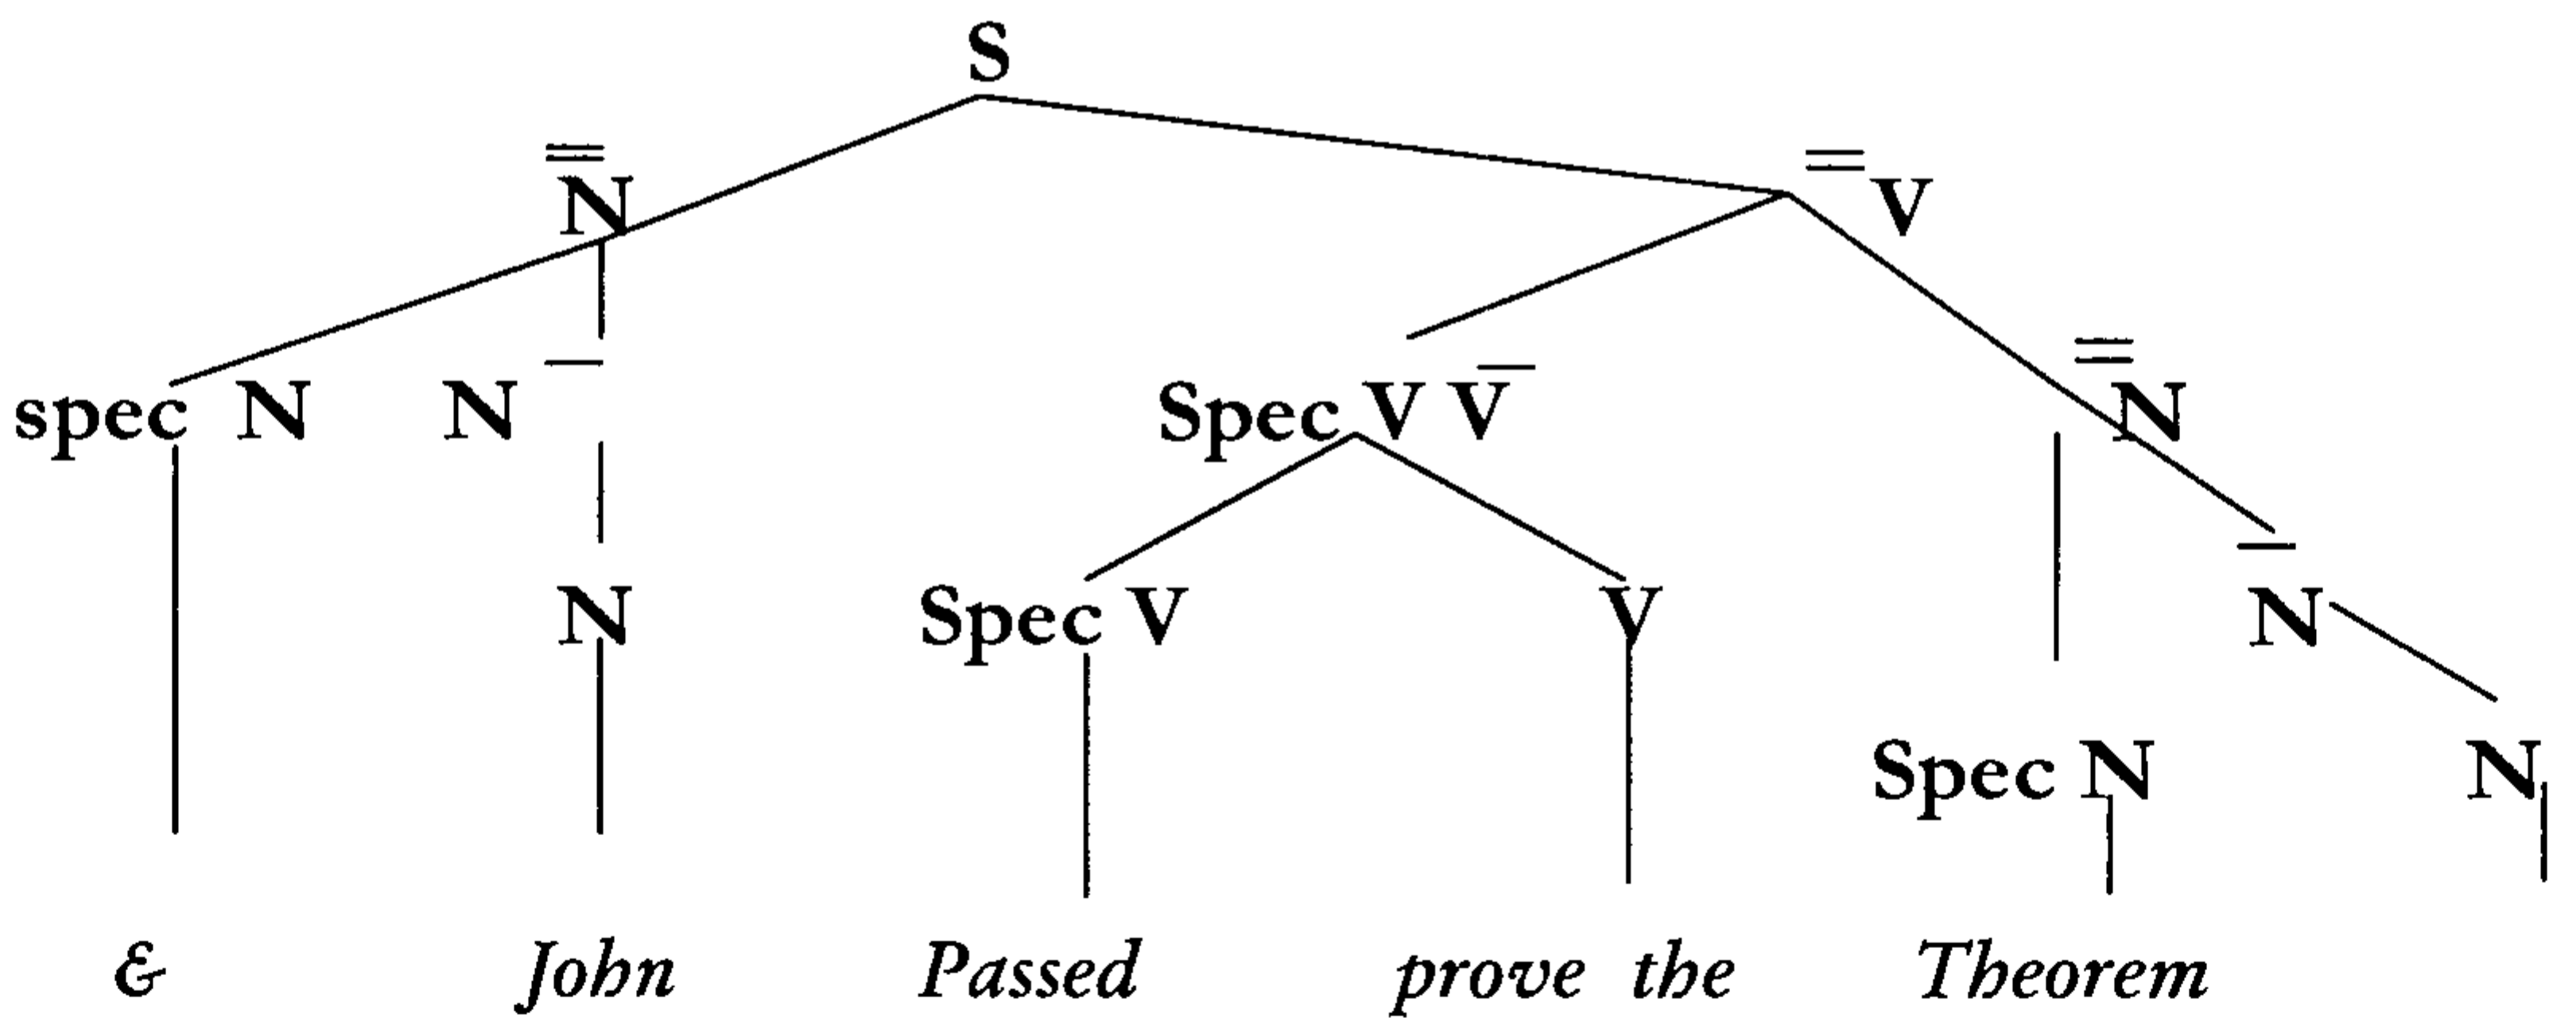 S
N̿ V̿
spec N N̄ Spec V V̄ N̿
N Spec V V N̄
Spec N N
& John Passed prove the Theorem